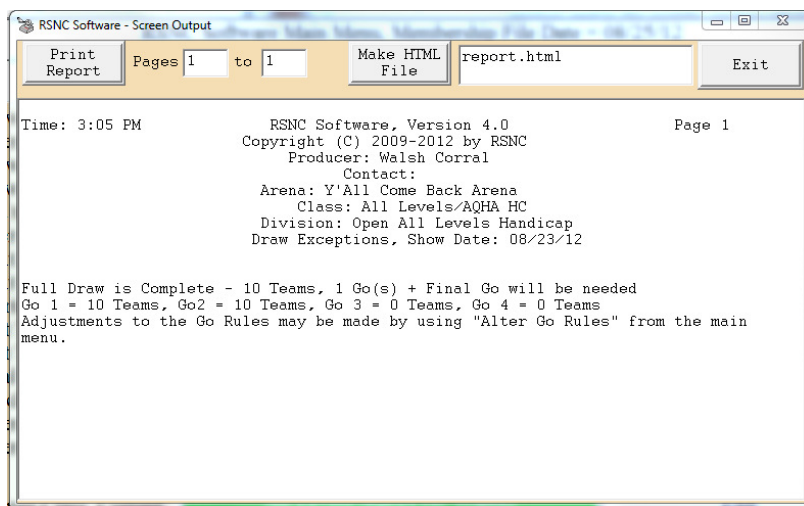 RSNC Software - Screen Output
Print Report Pages 1 to 1 Make HTML File report.html Exit
Time: 3:05 PM RSNC Software, Version 4.0 Page 1
Copyright (C) 2009-2012 by RSNC
Producer: Walsh Corral
Contact:
Arena: Y'All Come Back Arena
Class: All Levels/AQHA HC
Division: Open All Levels Handicap
Draw Exceptions, Show Date: 08/23/12
Full Draw is Complete - 10 Teams, 1 Go(s) + Final Go will be needed
Go 1 = 10 Teams, Go2 = 10 Teams, Go 3 = 0 Teams, Go 4 = 0 Teams
Adjustments to the Go Rules may be made by using "Alter Go Rules" from the main
menu.